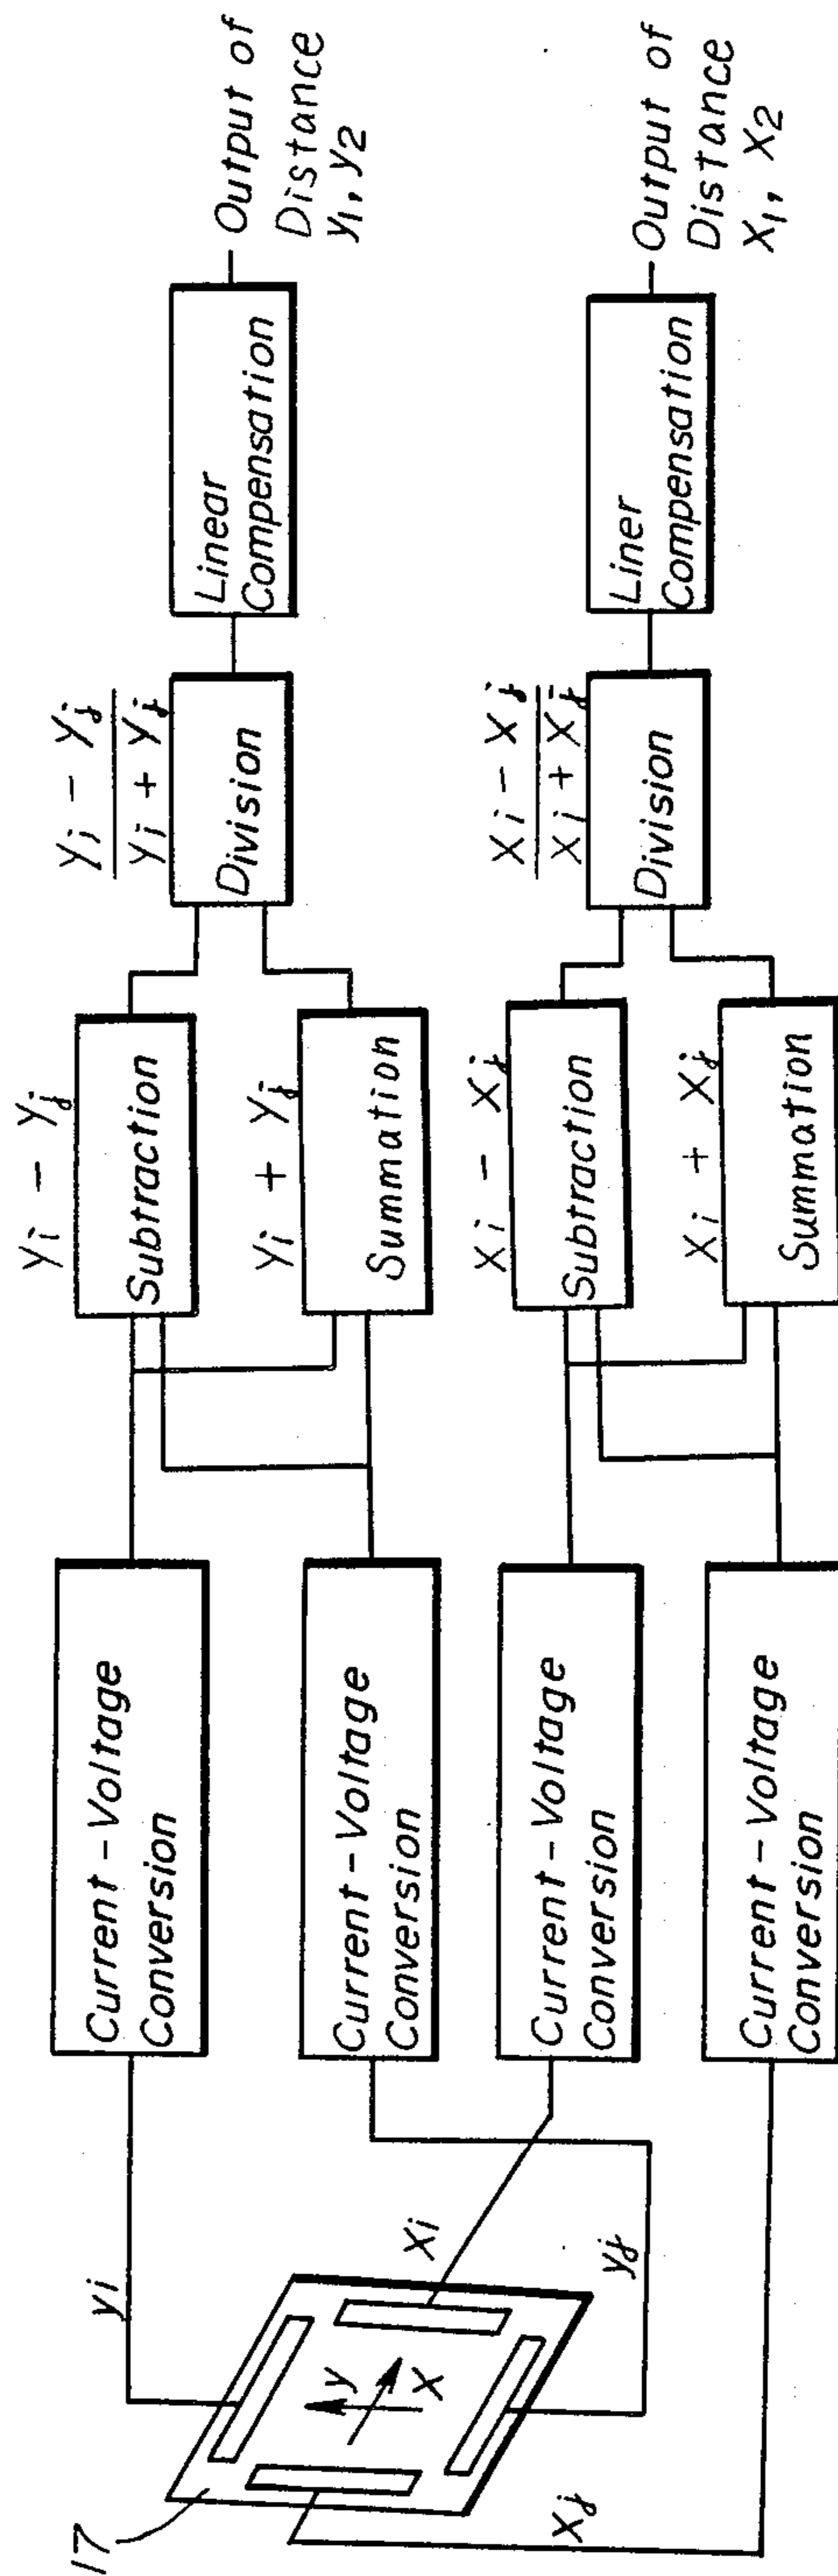 17
yi
xi
yj
xj
y
x
Current-Voltage
Conversion
Current-Voltage
Conversion
Current-Voltage
Conversion
Current-Voltage
Conversion
Yi - Yj
Subtraction
Yi + Yj
Summation
Xi - Xj
Subtraction
Xi + Xj
Summation
Yi - Yj
Yi + Yj
Division
Xi - Xj
Xi + Xj
Division
Linear
Compensation
Liner
Compensation
Output of
Distance
y1, y2
Output of
Distance
X1, X2